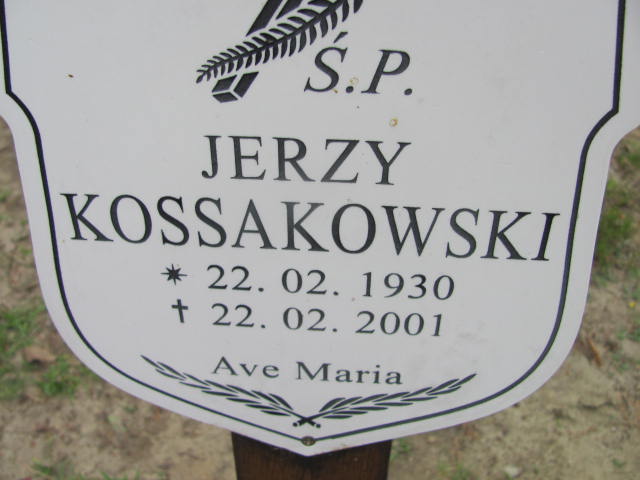 Ś.P.
JERZY
KOSSAKOWSKI
* 22. 02. 1930
† 22. 02. 2001
Ave Maria